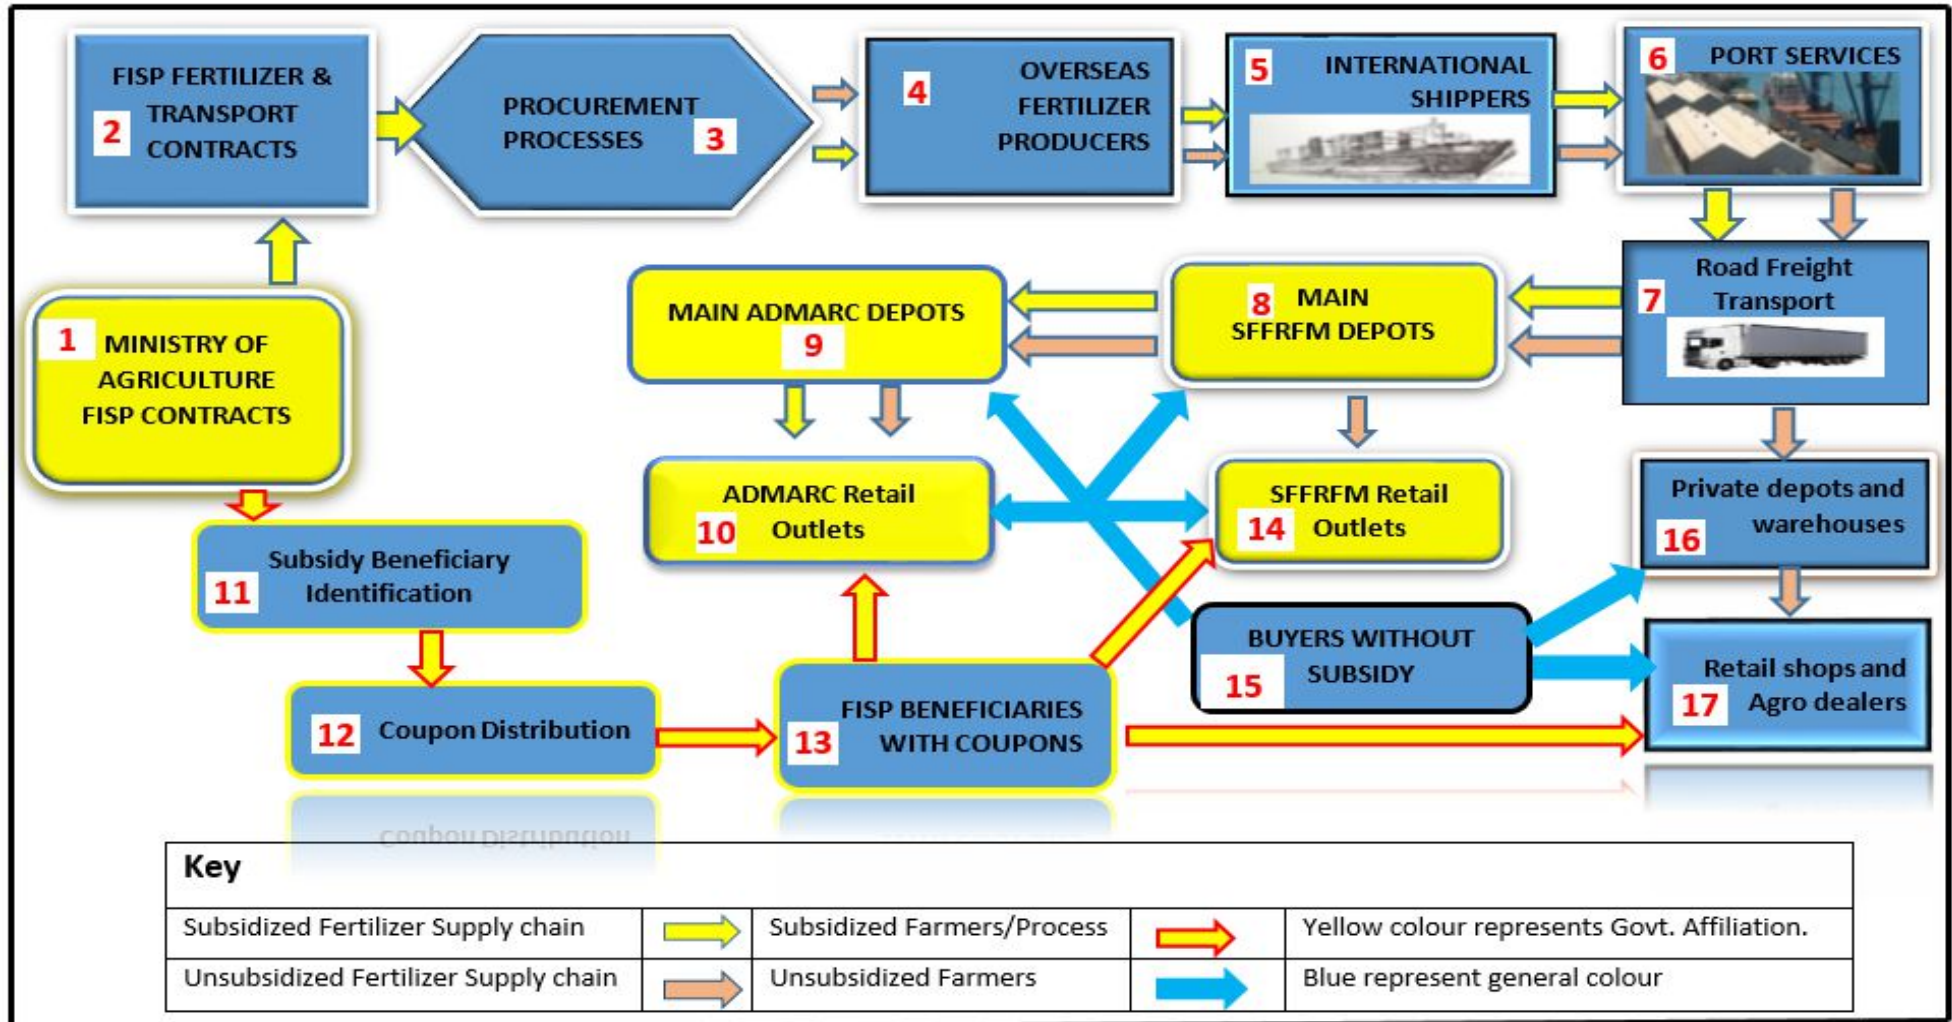 FISP FERTILIZER &
TRANSPORT
2
CONTRACTS
PROCUREMENT
PROCESSES
3
OVERSEAS
4
FERTILIZER
PRODUCERS
5
INTERNATIONAL
SHIPPERS
6
PORT SERVICES
1
MINISTRY OF
AGRICULTURE
FISP CONTRACTS
MAIN ADMARC DEPOTS
9
8
MAIN
SFFRFM DEPOTS
Road Freight
7
Transport
ADMARC Retail
10
Outlets
SFFRFM Retail
14
Outlets
Private depots and
warehouses
16
Subsidy Beneficiary
11
Identification
BUYERS WITHOUT
15
SUBSIDY
Retail shops and
17
Agro dealers
12
Coupon Distribution
FISP BENEFICIARIES
13
WITH COUPONS
Coupon Distribution
Key
Subsidized Fertilizer Supply chain
Subsidized Farmers/Process
Yellow colour represents Govt. Affiliation.
Unsubsidized Fertilizer Supply chain
Unsubsidized Farmers
Blue represent general colour